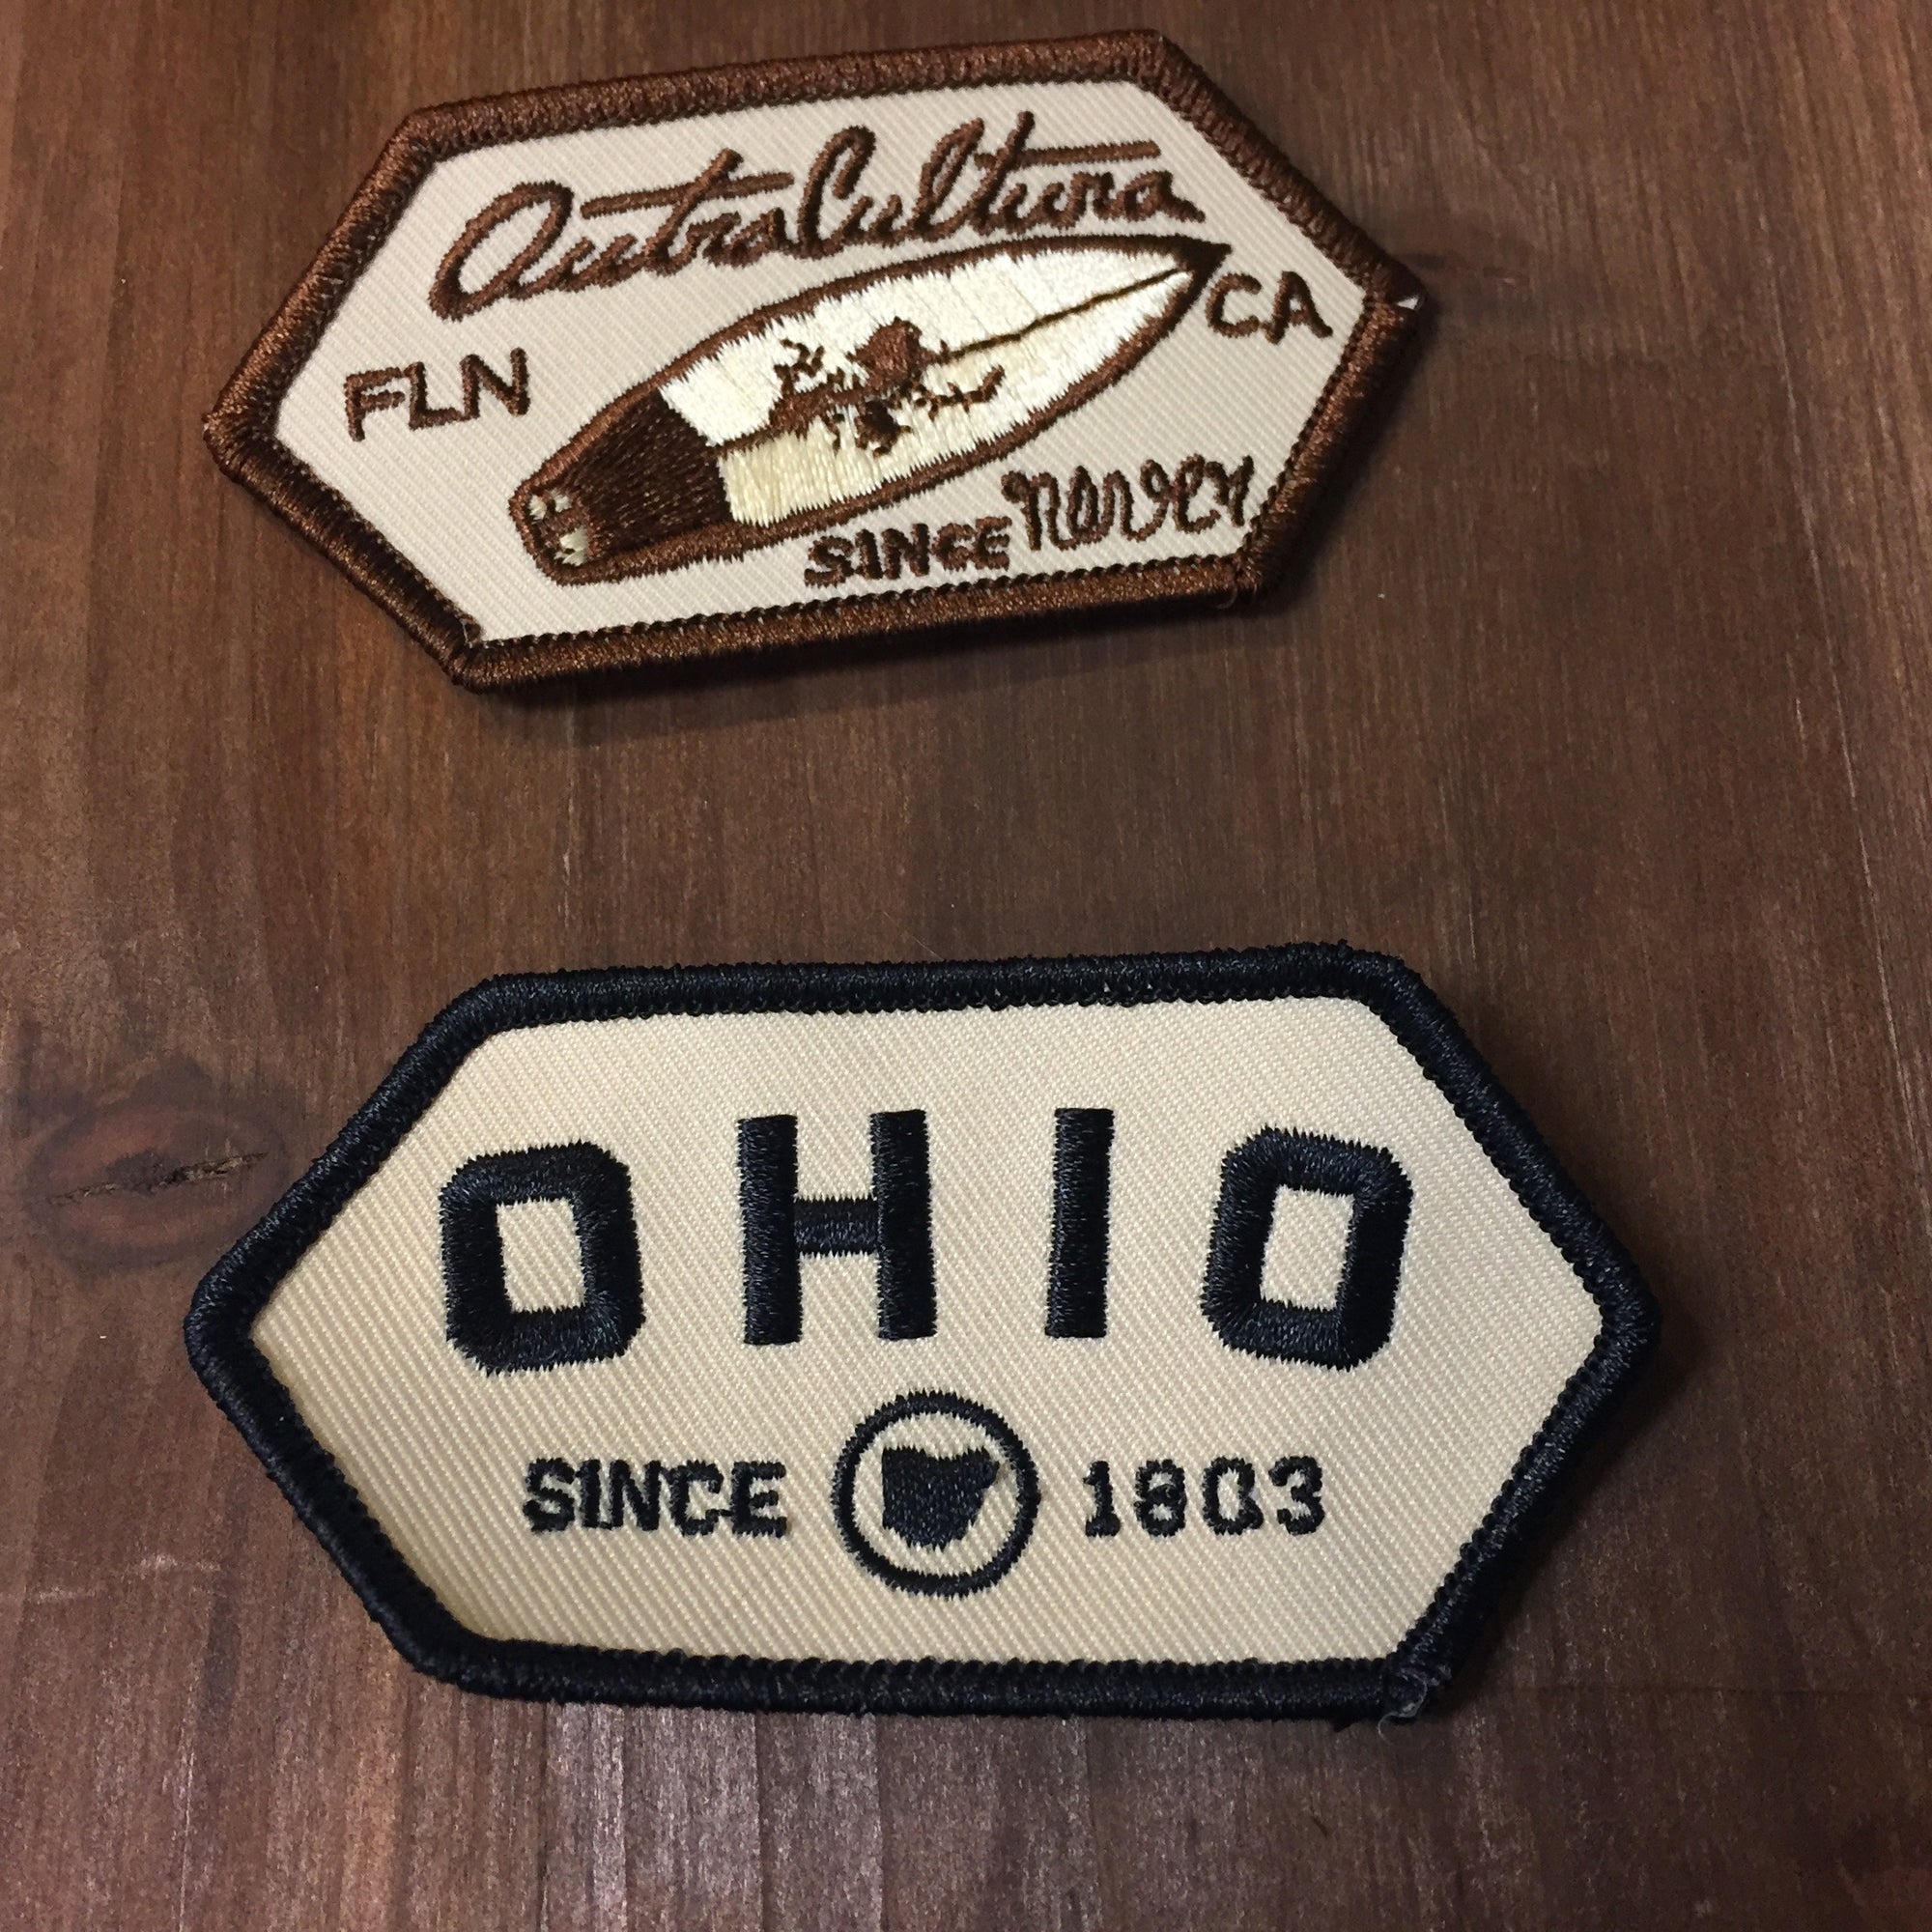 OutraCultura
FLN
CA
SINCE never
OHIO
SINCE 1803